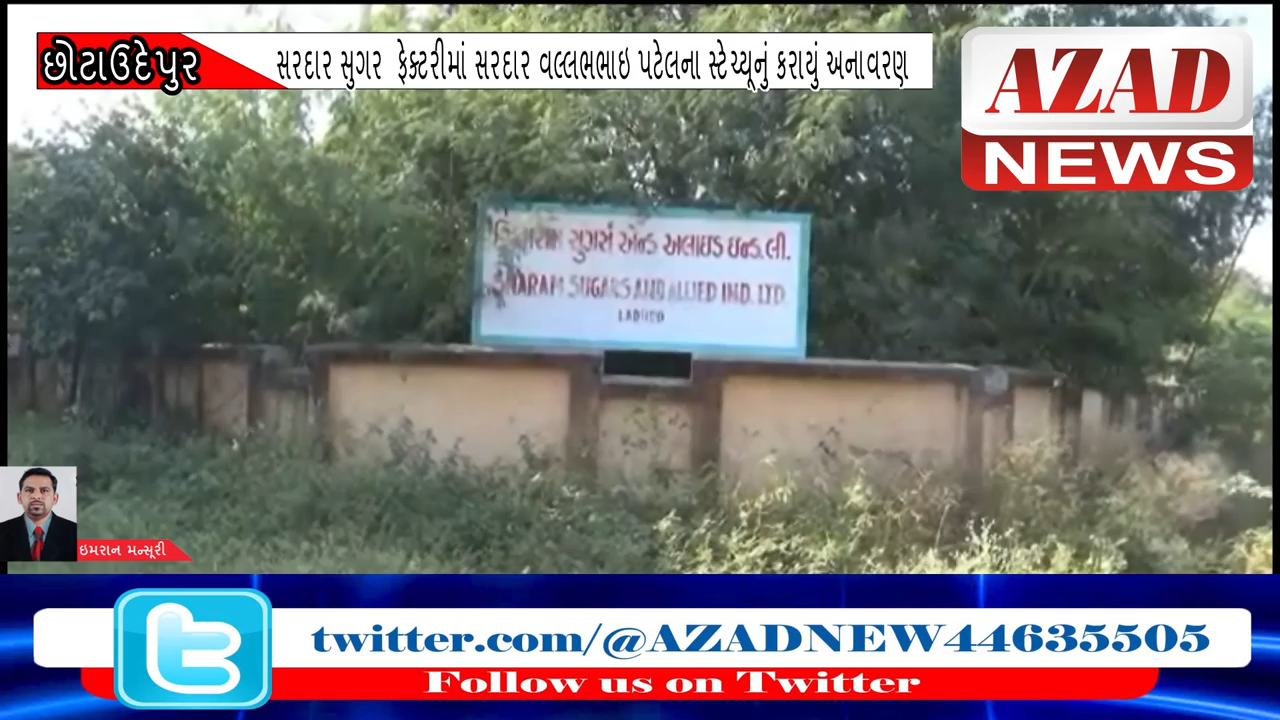 છોટાઉદેપુર
સરદાર સુગર ફેક્ટરીમાં સરદાર વલ્લભભાઇ પટેલના સ્ટેચ્યૂનું કરાયું અનાવરણ
AZAD
NEWS
સુગર્સ એન્ડ અલાઇડ ઇન્ડ.લી.
SUGARS AND ALLIED IND. LTD.
ઇમરાન મન્સૂરી
twitter.com/@AZADNEW44635505
Follow us on Twitter